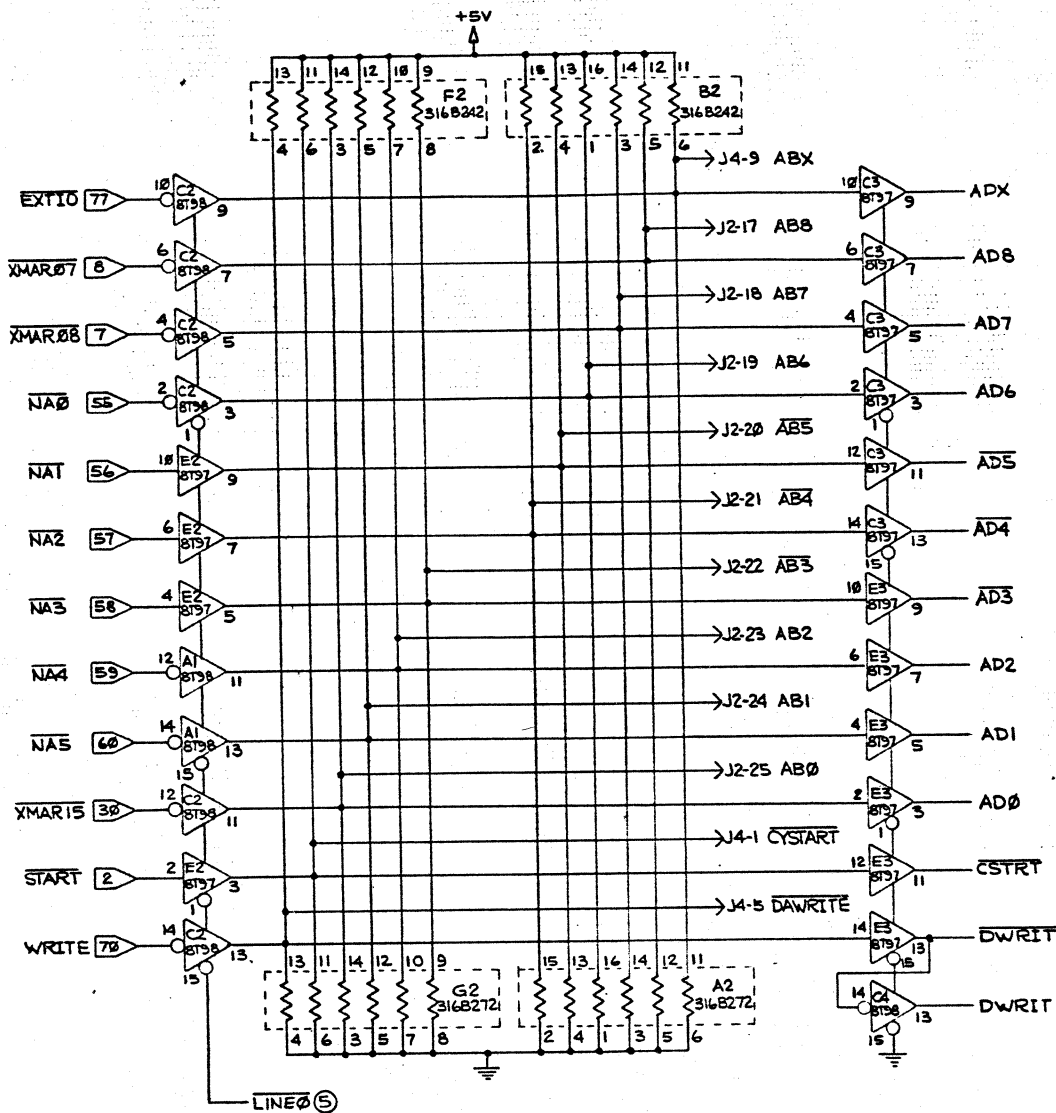 +5V
13 11 14 12 10 9
15 13 16 14 12 11
F2
316B242
B2
316B242
4 6 3 5 7 8
2. 4 1 3 5 6
J4-9 ABX
EXTIO 77 10 C2 8T98 9
10 C3 8T97 9 ADX
J2-17 AB8
XMARØ7 8 6 C2 8T98 7
6 C3 8T97 7 AD8
J2-18 AB7
XMARØ8 7 4 C2 8T98 5
4 C3 8T97 5 AD7
J2-19 AB6
NAØ 55 2 C2 8T98 3 1
2 C3 8T97 3 1 AD6
J2-20 AB5
NA1 56 10 E2 8T97 9
12 C3 8T97 11 AD5
J2-21 AB4
NA2 57 6 E2 8T97 7
14 C3 8T97 13 15 AD4
J2-22 AB3
NA3 58 4 E2 8T97 5
10 E3 8T97 9 AD3
J2-23 AB2
NA4 59 12 A1 8T98 11
6 E3 8T97 7 AD2
J2-24 AB1
NA5 60 14 A1 8T98 13 15
4 E3 8T97 5 AD1
J2-25 ABØ
XMAR15 30 12 C2 8T98 11
2 E3 8T97 3 1 ADØ
J4-1 CYSTART
START 2 2 E2 8T97 3 1
12 E3 8T97 11 CSTRT
J4-5 DAWRITE
WRITE 70 14 C2 8T98 13 15
14 E3 8T97 13 15 DWRIT
13 11 14 12 10 9
15 13 16 14 12 11
G2
316B272
A2
316B272
14 C4 8T98 13 15 DWRIT
4 6 3 5 7 8
2 4 1 3 5 6
LINEØ 5